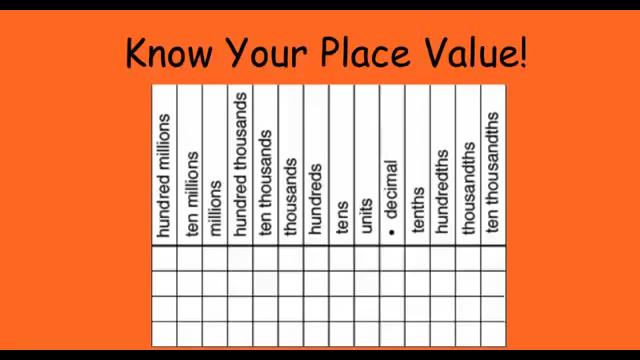 Know Your Place Value!
hundred millions
ten millions
millions
hundred thousands
ten thousands
thousands
hundreds
tens
units
• decimal
tenths
hundredths
thousandths
ten thousandths